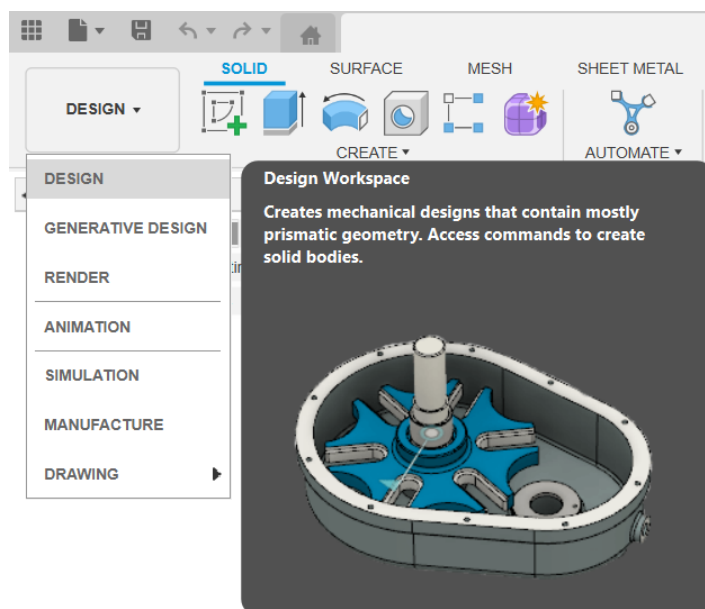 SOLID SURFACE MESH SHEET METAL
DESIGN
CREATE AUTOMATE
DESIGN
GENERATIVE DESIGN
RENDER
ANIMATION
SIMULATION
MANUFACTURE
DRAWING
Design Workspace
Creates mechanical designs that contain mostly
prismatic geometry. Access commands to create
solid bodies.